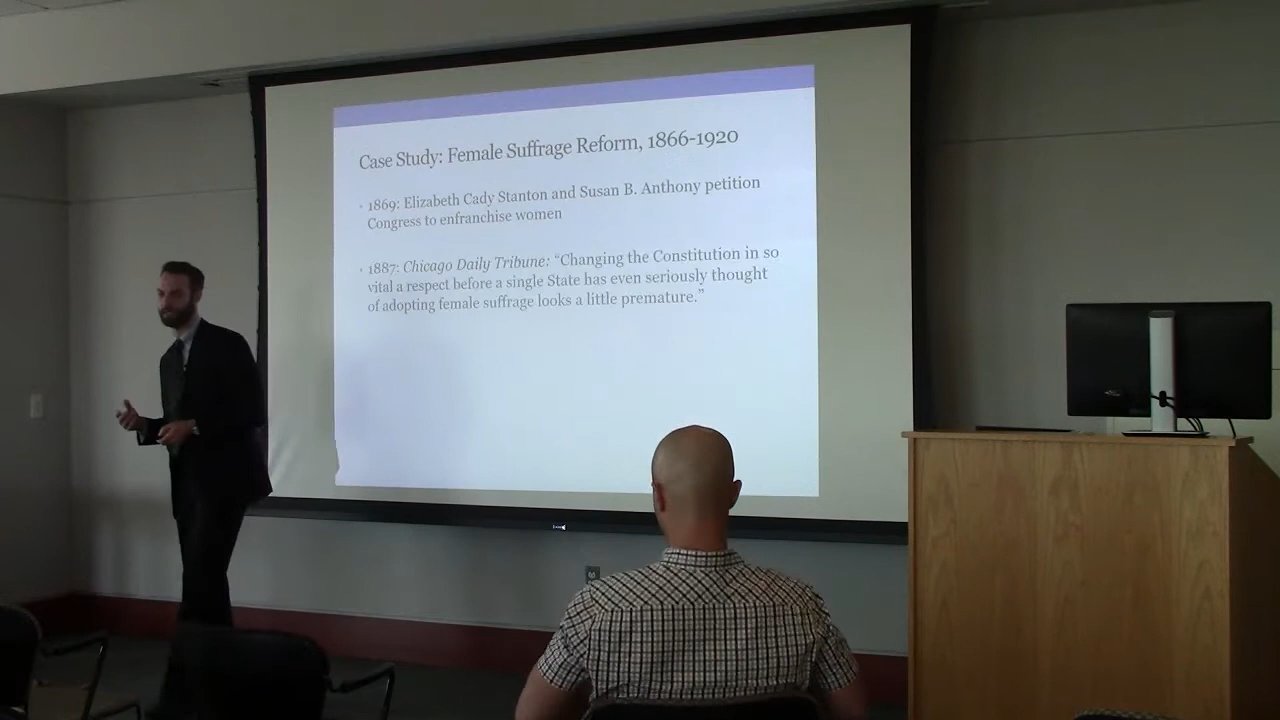 Case Study: Female Suffrage Reform, 1866-1920
· 1869: Elizabeth Cady Stanton and Susan B. Anthony petition
Congress to enfranchise women
· 1887: Chicago Daily Tribune: “Changing the Constitution in so
vital a respect before a single State has even seriously thought
of adopting female suffrage looks a little premature.”